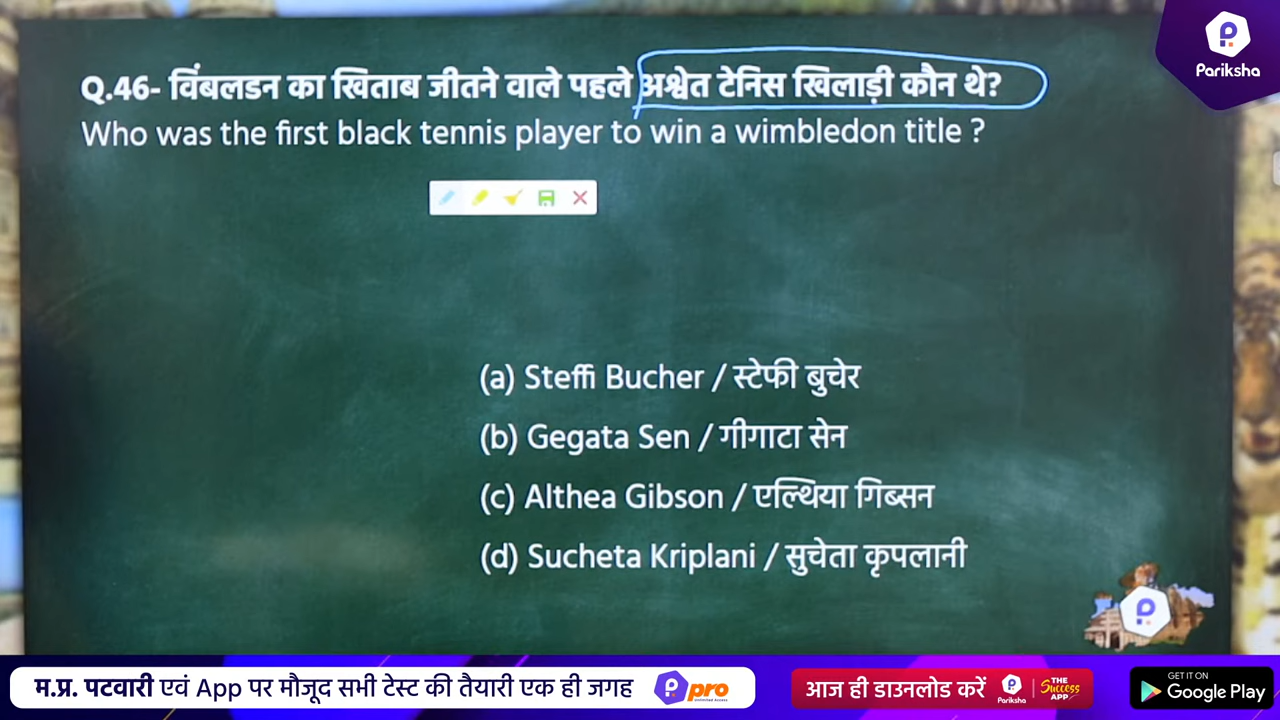 Pariksha
Q.46- विंबलडन का खिताब जीतने वाले पहले अश्वेत टेनिस खिलाड़ी कौन थे?
Who was the first black tennis player to win a wimbledon title ?
(a) Steffi Bucher / स्टेफी बुचेर
(b) Gegata Sen / गीगाटा सेन
(c) Althea Gibson / एल्थिया गिब्सन
(d) Sucheta Kriplani / सुचेता कृपलानी
म.प्र. पटवारी एवं App पर मौजूद सभी टेस्ट की तैयारी एक ही जगह
pro
आज ही डाउनलोड करें
Pariksha
THE Success APP
GET IT ON
Google Play